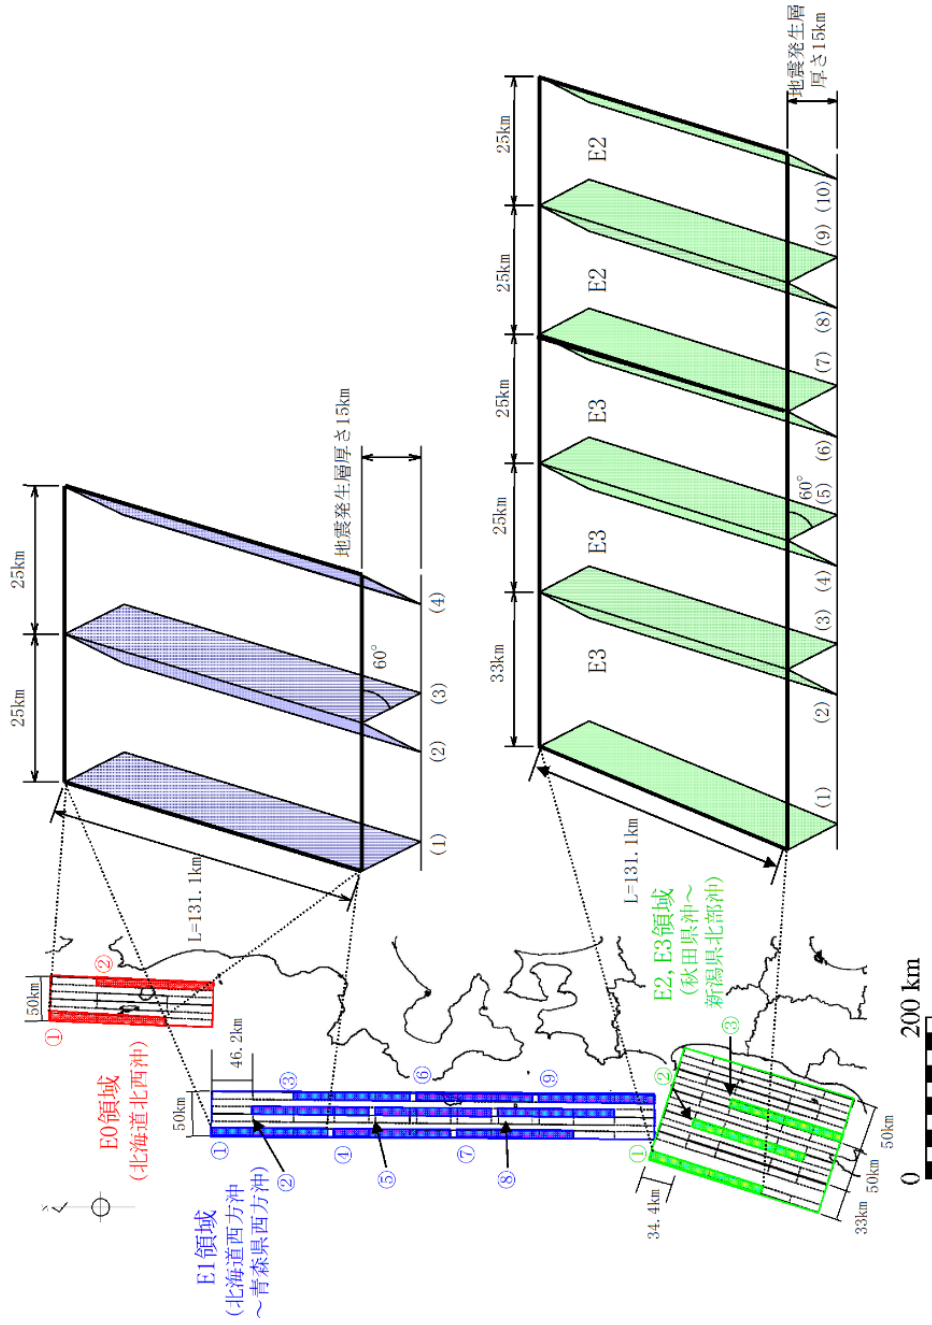 E0領域
(北海道北西沖)
50km
①
②
E1領域
(北海道西方沖
～青森県西方沖)
50km
46.2km
①
②
③
④
⑤
⑥
⑦
⑧
⑨
E2, E3領域
(秋田県沖～
新潟県北部沖)
①
②
③
34.4km
33km
50km
50km
0
200 km
25km
25km
L=131.1km
地震発生層厚さ15km
60°
(1)
(2)
(3)
(4)
33km
25km
25km
25km
25km
E3
E3
E3
E2
E2
L=131.1km
地震発生層
厚さ15km
60°
(1)
(2)
(3)
(4)
(5)
(6)
(7)
(8)
(9)
(10)